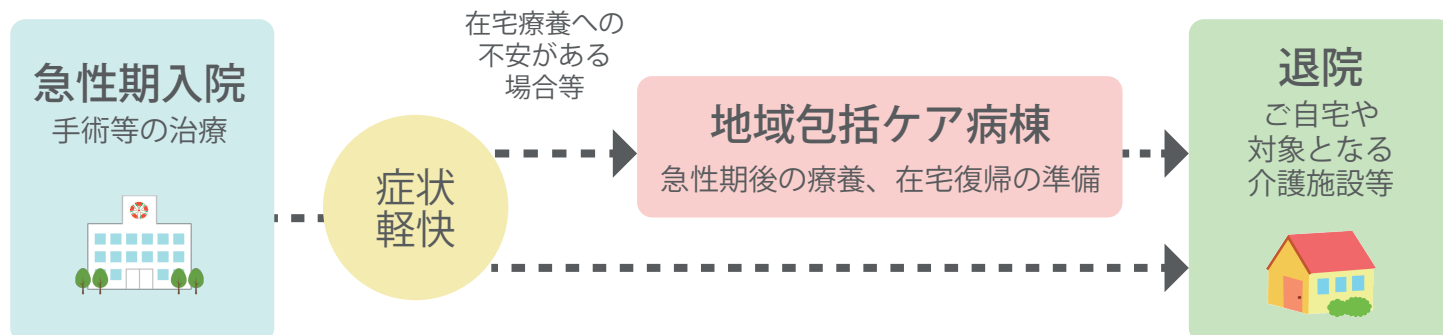 急性期入院
手術等の治療
症状
軽快
在宅療養への
不安がある
場合等
地域包括ケア病棟
急性期後の療養、在宅復帰の準備
退院
ご自宅や
対象となる
介護施設等